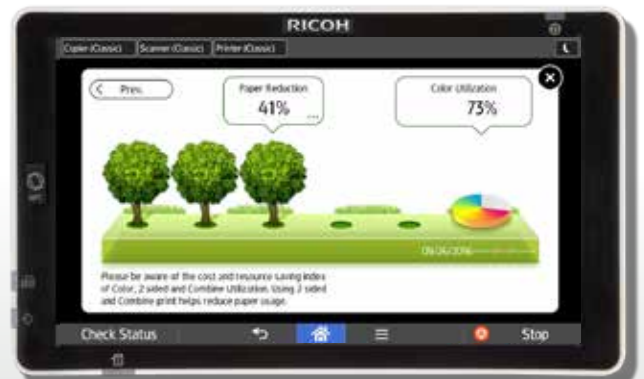 RICOH
Copier (Classic) Scanner (Classic) Printer (Classic)
Prev.
Paper Reduction
41%
...
Color Utilization
73%
Please be aware of the cost and resource saving index
of Color, 2 sided and Combine Utilization. Using 2 sided
and Combine print helps reduce paper usage.
Check Status
Stop